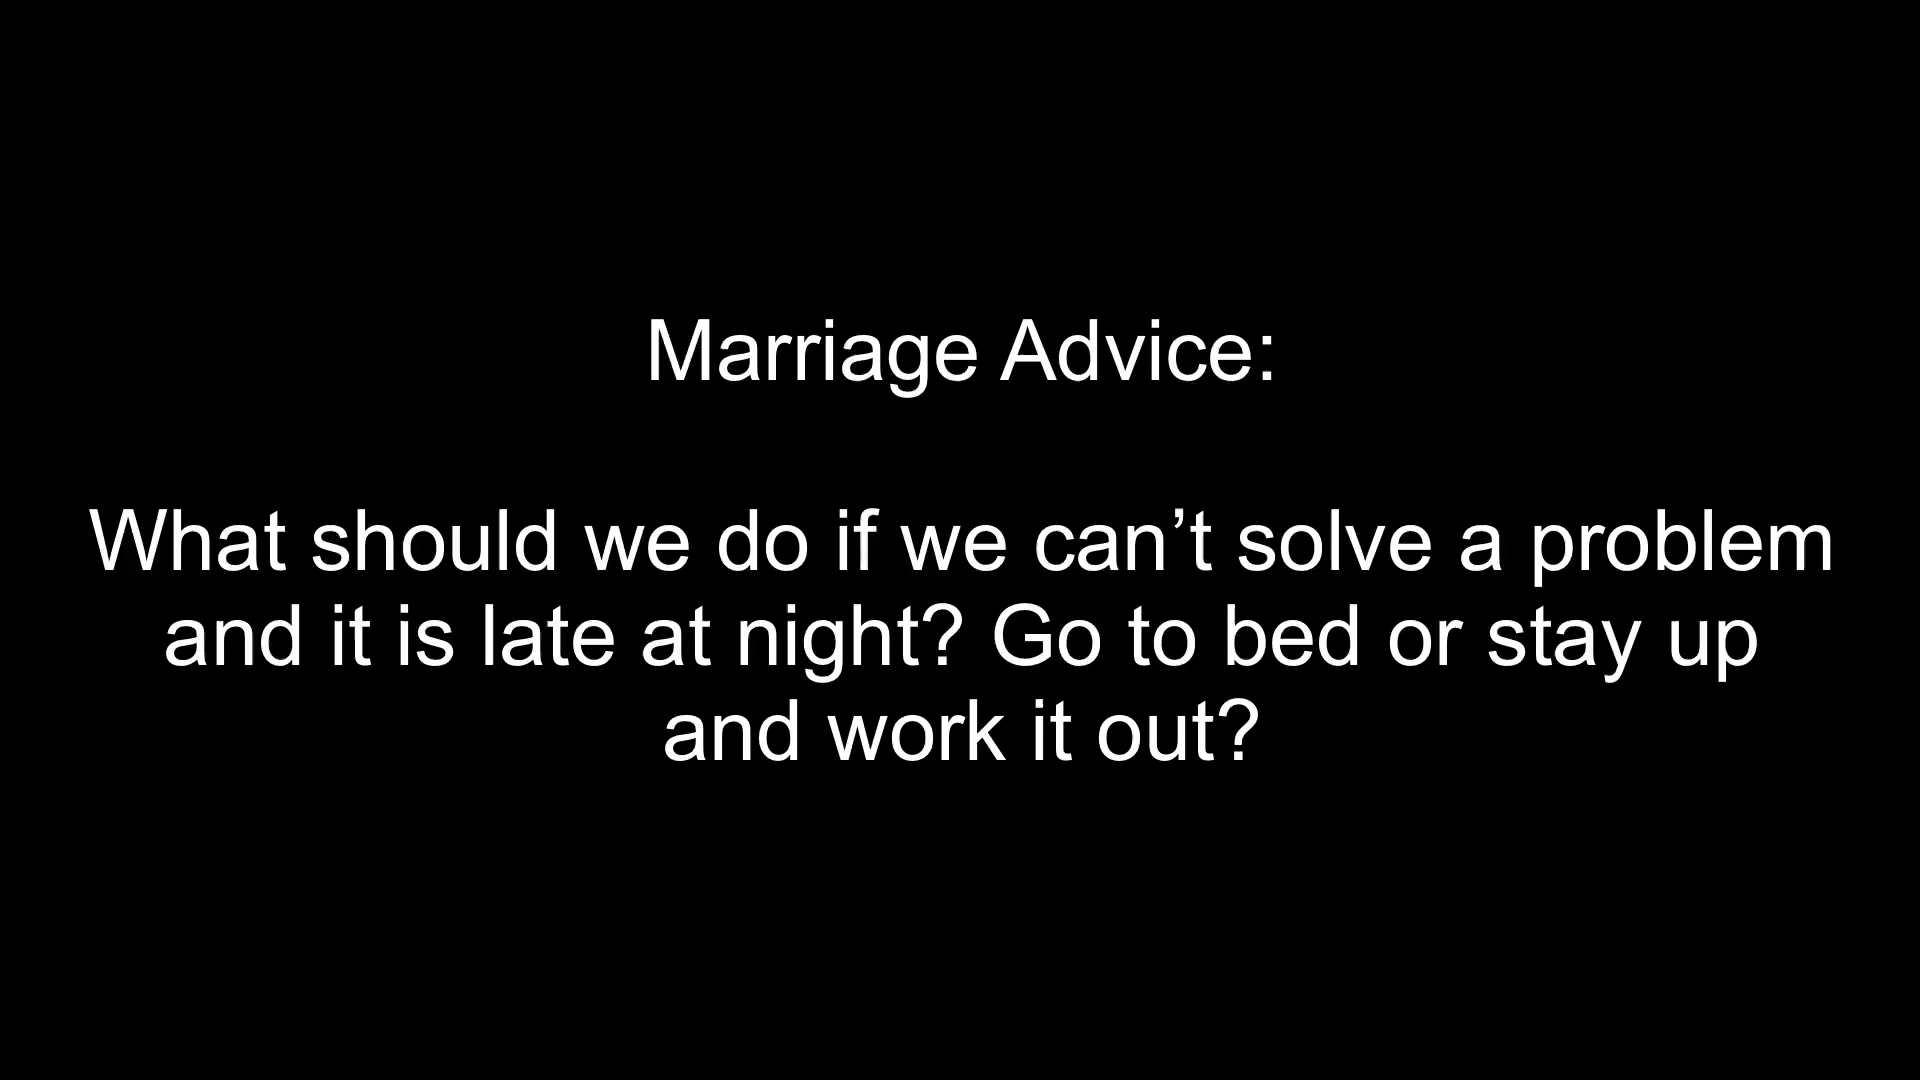 Marriage Advice:
What should we do if we can’t solve a problem
and it is late at night? Go to bed or stay up
and work it out?